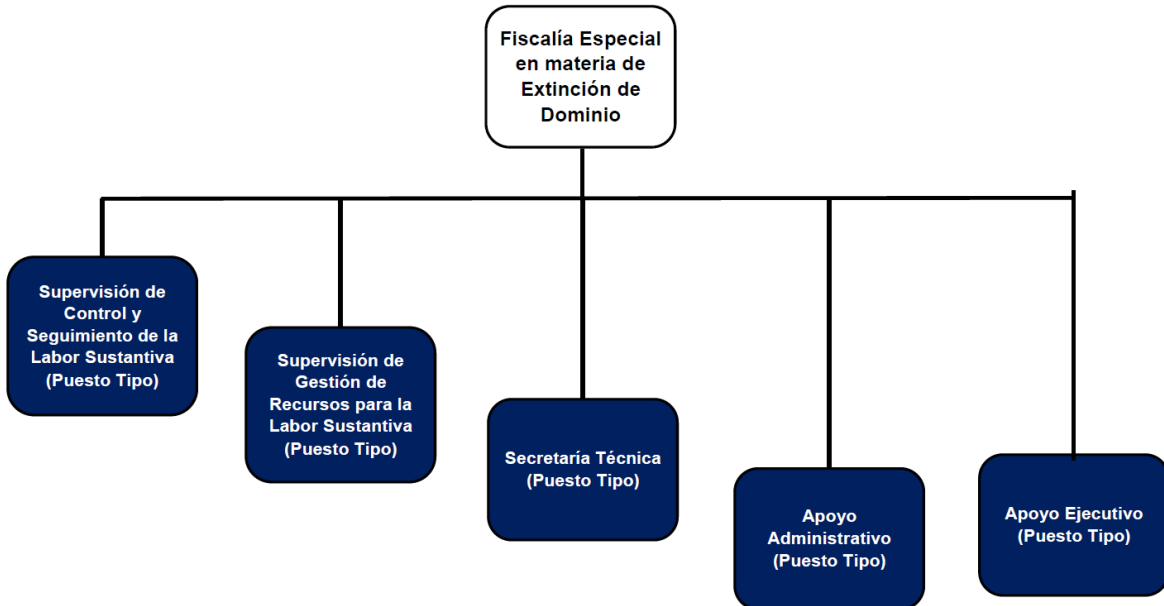 Fiscalía Especial
en materia de
Extinción de
Dominio
Supervisión de
Control y
Seguimiento de la
Labor Sustantiva
(Puesto Tipo)
Supervisión de
Gestión de
Recursos para la
Labor Sustantiva
(Puesto Tipo)
Secretaría Técnica
(Puesto Tipo)
Apoyo
Administrativo
(Puesto Tipo)
Apoyo Ejecutivo
(Puesto Tipo)